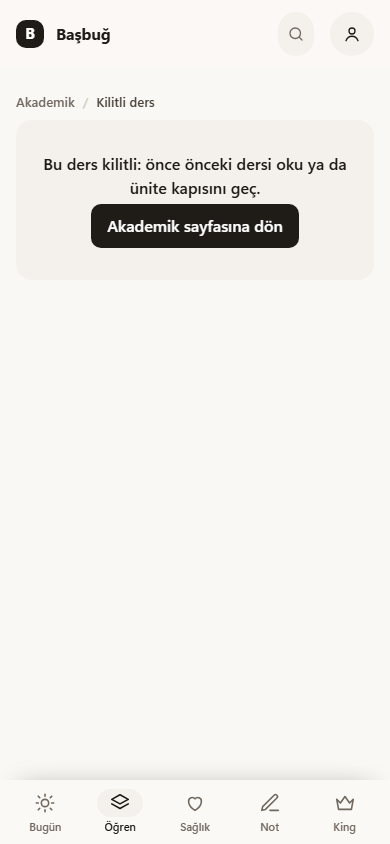 B Başbuğ
Akademik / Kilitli ders
Bu ders kilitli: önce önceki dersi oku ya da
ünite kapısını geç.
Akademik sayfasına dön
Bugün Öğren Sağlık Not King